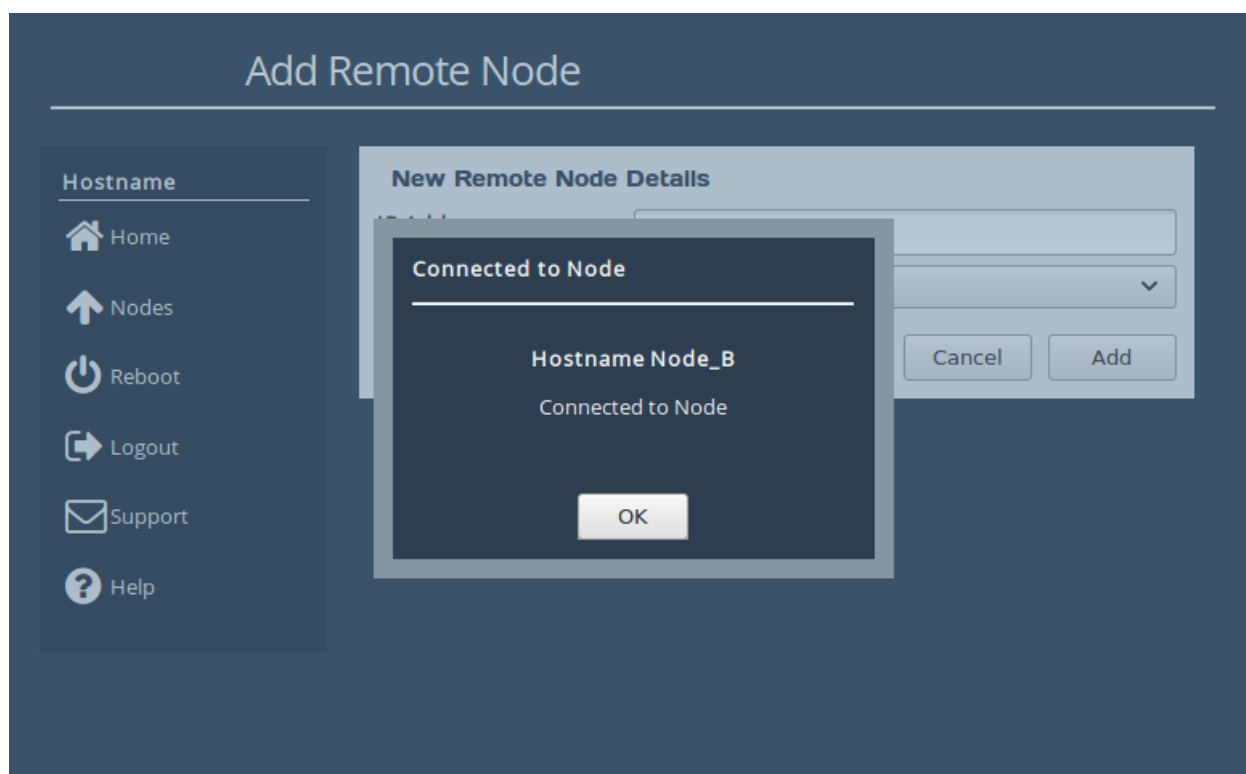 Add Remote Node
Hostname
Home
Nodes
Reboot
Logout
Support
Help
New Remote Node Details
Connected to Node
Hostname Node_B
Connected to Node
OK
Cancel
Add